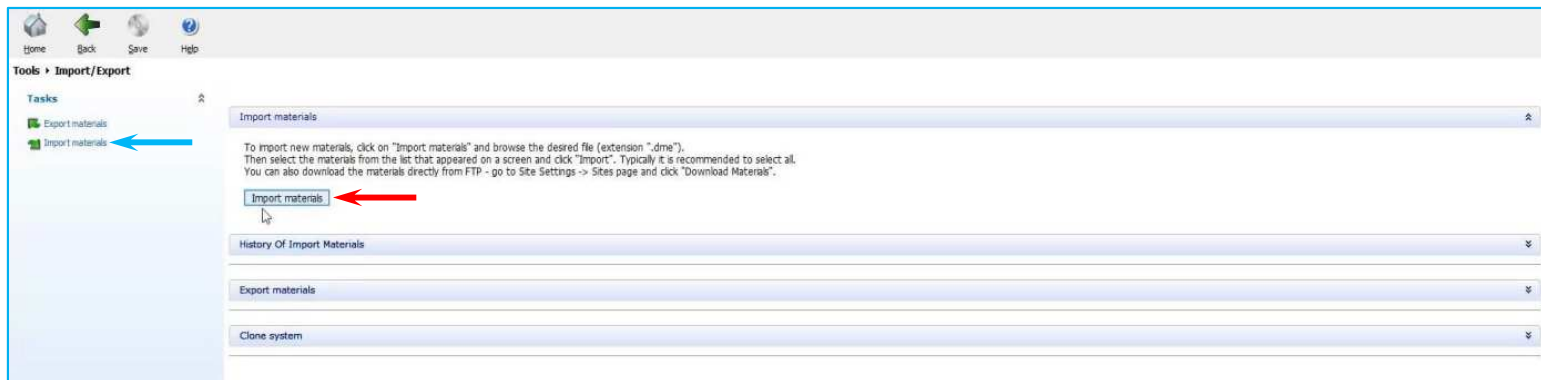 Home Back Save Help
Tools ▸ Import/Export
Tasks
Export materials
Import materials
Import materials
To import new materials, click on "Import materials" and browse the desired file (extension ".dme").
Then select the materials from the list that appeared on a screen and click "Import". Typically it is recommended to select all.
You can also download the materials directly from FTP - go to Site Settings -> Sites page and click "Download Materials".
Import materials
History Of Import Materials
Export materials
Clone system